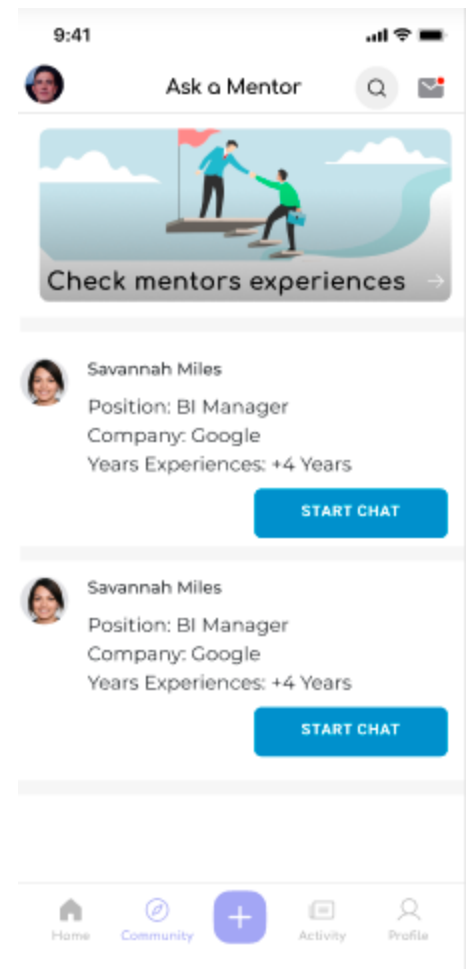 9:41
Ask a Mentor
Check mentors experiences →
Savannah Miles
Position: BI Manager
Company: Google
Years Experiences: +4 Years
START CHAT
Savannah Miles
Position: BI Manager
Company: Google
Years Experiences: +4 Years
START CHAT
Home Community Activity Profile